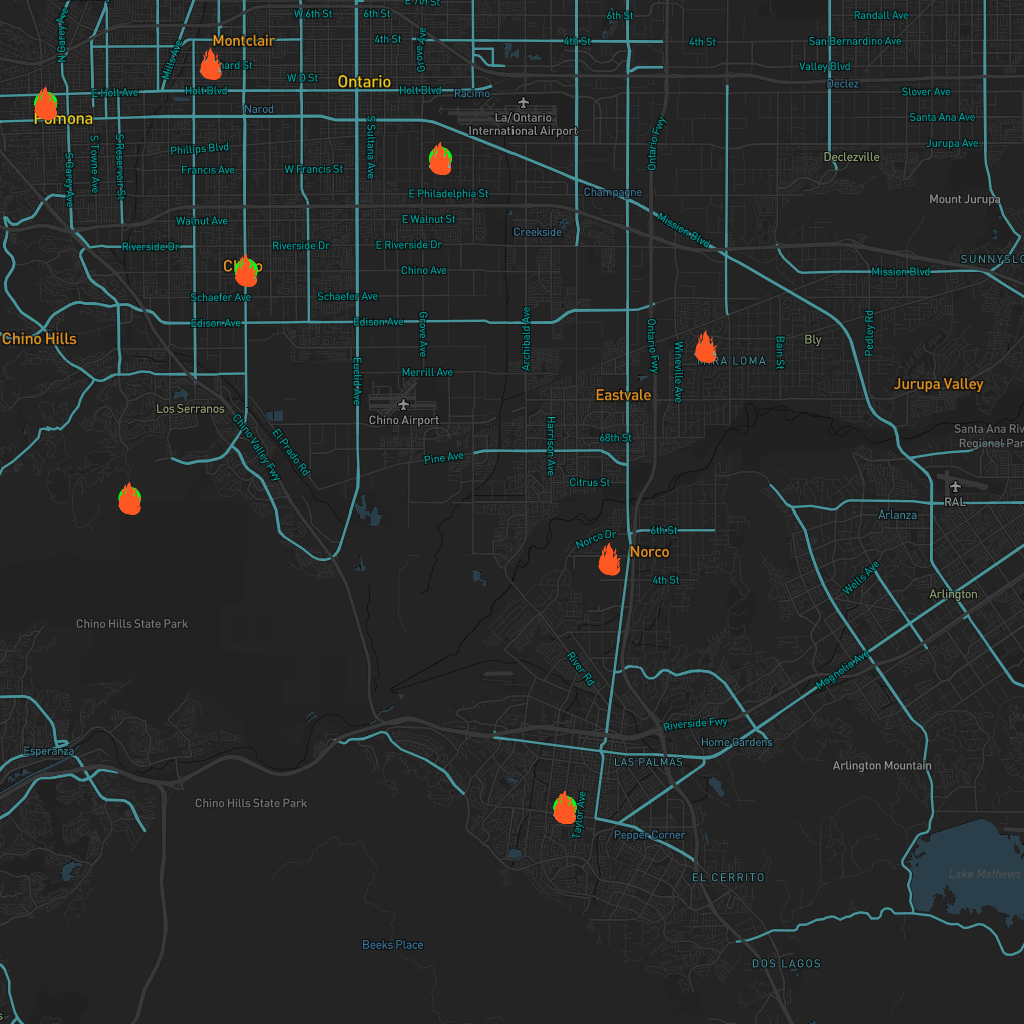 E 7th St
W 6th St
6th St
6th St
Randall Ave
N Garey Ave
Mills Ave
Montclair
4th St
Grove Ave
4th St
4th St
San Bernardino Ave
Valley Blvd
W D St
Ontario
Declez
E Holt Ave
Holt Blvd
Holt Blvd
Racimo
Slover Ave
Narod
Pomona
La/Ontario
International Airport
Santa Ana Ave
S Towne Ave
S Reservoir St
Phillips Blvd
S Sultana Ave
Ontario Fwy
Jurupa Ave
Declezville
Francis Ave
W Francis St
S Garey Ave
E Philadelphia St
Champagne
Mount Jurupa
Walnut Ave
E Walnut St
Creekside
Mission Blvd
Riverside Dr
Riverside Dr
E Riverside Dr
SUNNYSLO
Chino Ave
Mission Blvd
Schaefer Ave
Schaefer Ave
Edison Ave
Edison Ave
Grove Ave
Archibald Ave
Ontario Fwy
Wineville Ave
Bain St
Pedley Rd
Chino Hills
Bly
MIRA LOMA
Merrill Ave
Euclid Ave
Jurupa Valley
Eastvale
Los Serranos
Chino Airport
Chino Valley Fwy
El Prado Rd
Harrison Ave
68th St
Santa Ana Riv
Regional Par
Pine Ave
Citrus St
RAL
Arlanza
Norco Dr
6th St
Norco
4th St
Wells Ave
Arlington
Chino Hills State Park
River Rd
Magnolia Ave
Riverside Fwy
Home Gardens
Esperanza
LAS PALMAS
Arlington Mountain
Chino Hills State Park
Taylor Ave
Pepper Corner
EL CERRITO
Lake Mathews
Beeks Place
DOS LAGOS